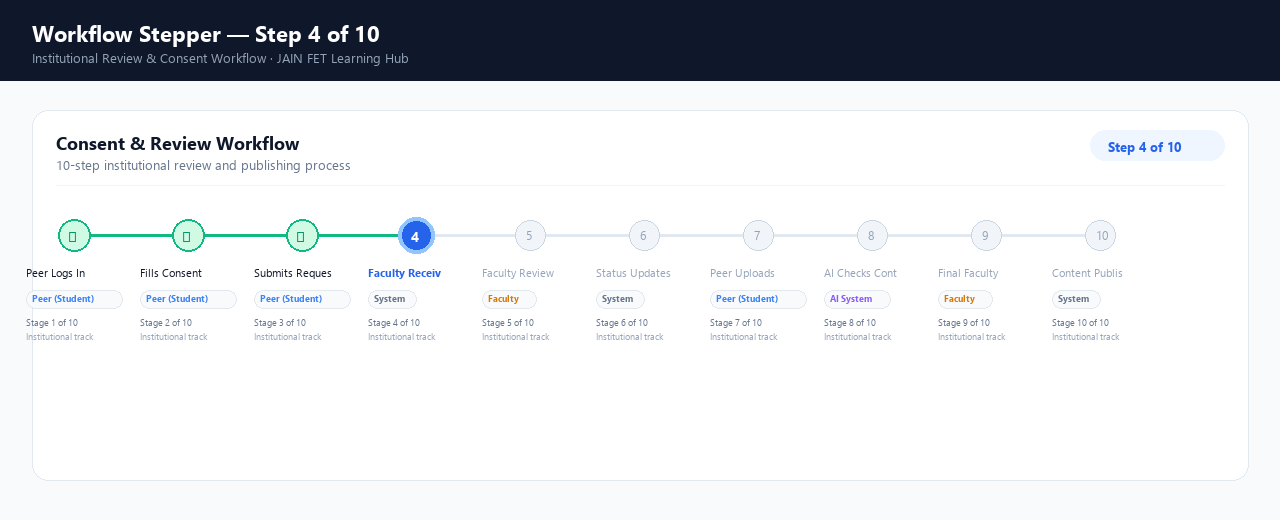 Workflow Stepper — Step 4 of 10
Institutional Review & Consent Workflow · JAIN FET Learning Hub
Consent & Review Workflow
10-step institutional review and publishing process
Step 4 of 10
4 5 6 7 8 9 10
Peer Logs In Fills Consent Submits Reques Faculty Receiv Faculty Review Status Updates Peer Uploads AI Checks Cont Final Faculty Content Publis
Peer (Student) Peer (Student) Peer (Student) System Faculty System Peer (Student) AI System Faculty System
Stage 1 of 10 Stage 2 of 10 Stage 3 of 10 Stage 4 of 10 Stage 5 of 10 Stage 6 of 10 Stage 7 of 10 Stage 8 of 10 Stage 9 of 10 Stage 10 of 10
Institutional track Institutional track Institutional track Institutional track Institutional track Institutional track Institutional track Institutional track Institutional track Institutional track